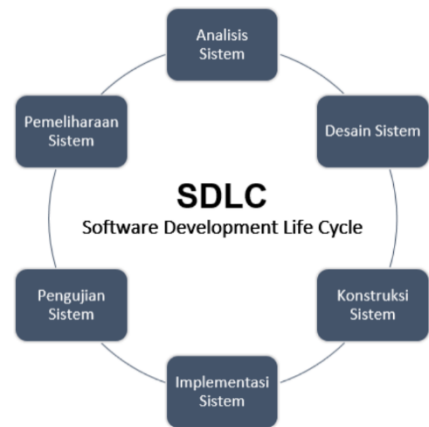 Analisis
Sistem
Pemeliharaan
Sistem
Desain Sistem
SDLC
Software Development Life Cycle
Pengujian
Sistem
Konstruksi
Sistem
Implementasi
Sistem